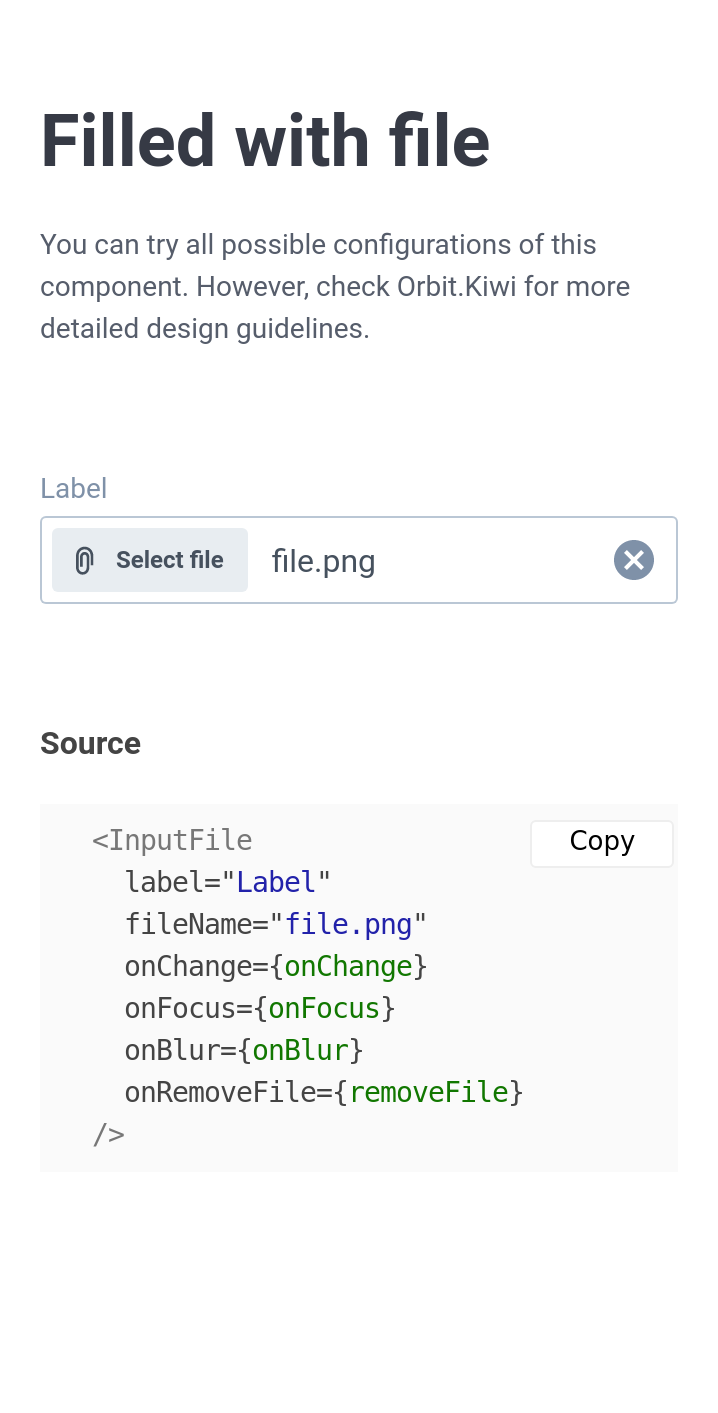 Filled with file
You can try all possible configurations of this
component. However, check Orbit.Kiwi for more
detailed design guidelines.
Label
Select file file.png
Source
<InputFile
Copy
label="Label"
fileName="file.png"
onChange={onChange}
onFocus={onFocus}
onBlur={onBlur}
onRemoveFile={removeFile}
/>